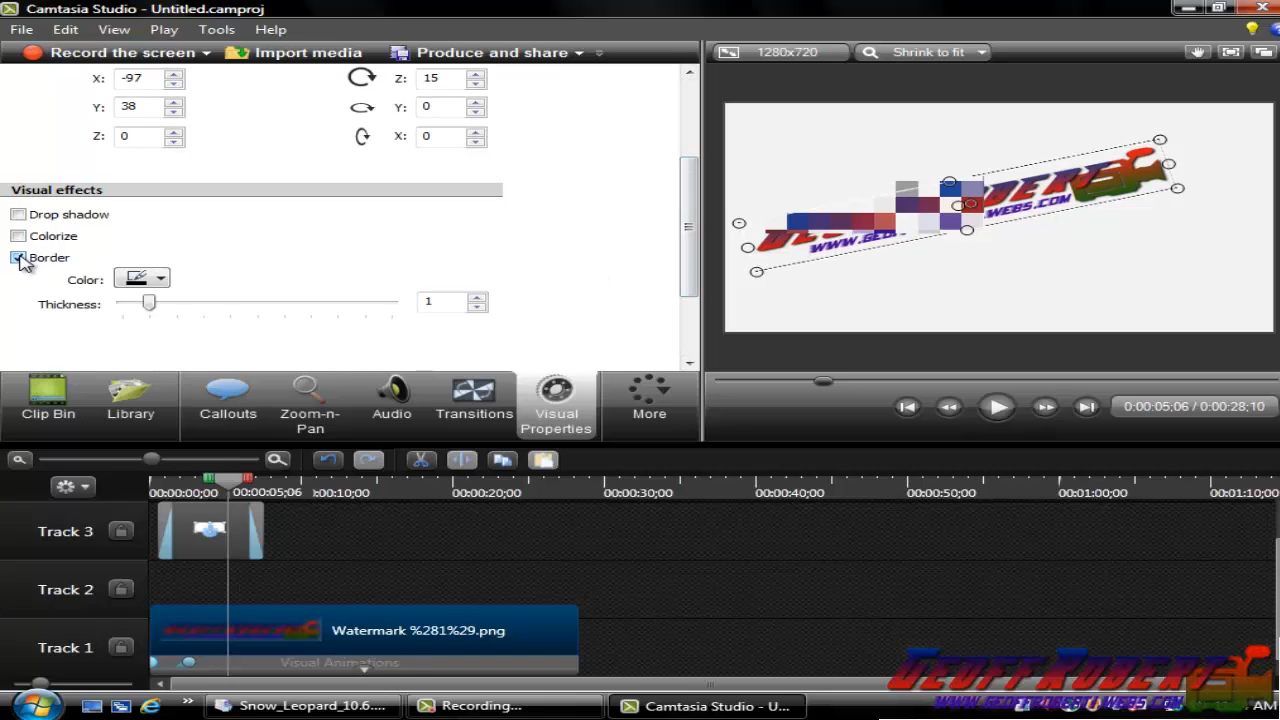 Camtasia Studio - Untitled.camproj
File Edit View Play Tools Help
Record the screen Import media Produce and share
1280x720 Shrink to fit
X: -97 Z: 15
Y: 38 Y: 0
Z: 0 X: 0
Visual effects
Drop shadow
Colorize
Border
Color:
Thickness: 1
Clip Bin Library Callouts Zoom-n-Pan Audio Transitions Visual Properties More
0:00:05;06 / 0:00:28;10
00:00:00;00 00:00:05;06 :00:10;00 00:00:20;00 00:00:30;00 00:00:40;00 00:00:50;00 00:01:00;00 00:01:10;00
Track 3
Track 2
Watermark %281%29.png
Track 1
Visual Animations
GEOFFROBERT
Snow_Leopard_10.6.... Recording... Camtasia Studio - U... AM